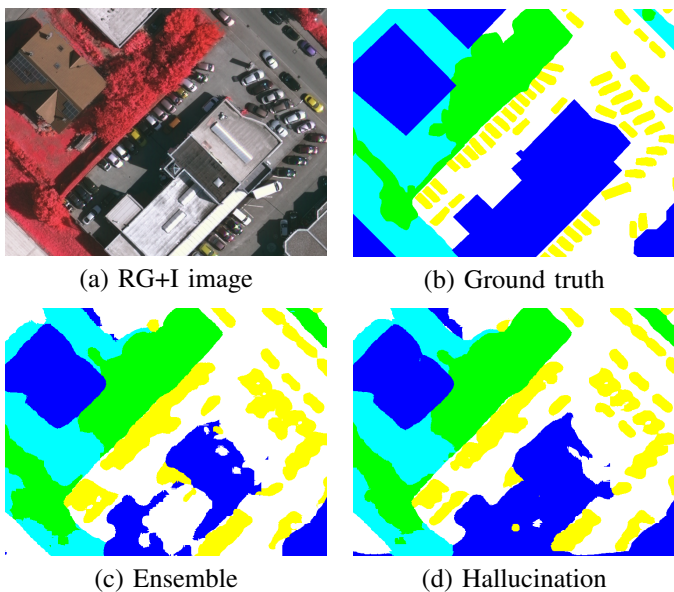 (a) RG+I image
(b) Ground truth
(c) Ensemble
(d) Hallucination